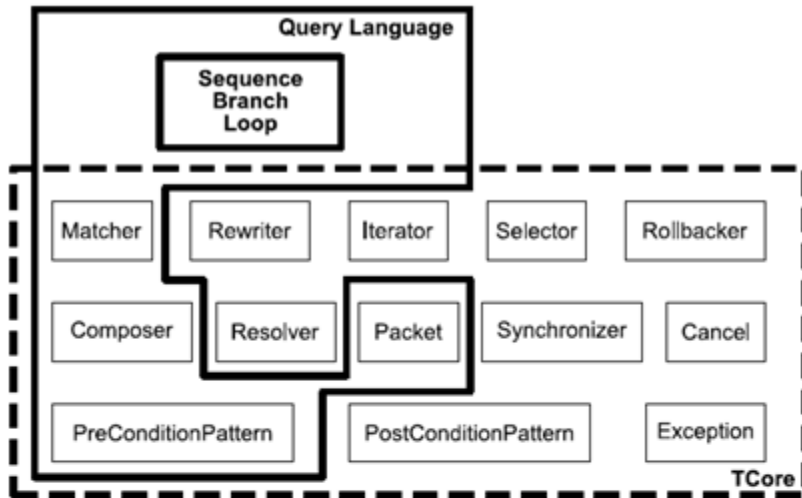 Query Language
Sequence
Branch
Loop
Matcher Rewriter Iterator Selector Rollbacker
Composer Resolver Packet Synchronizer Cancel
PreConditionPattern PostConditionPattern Exception
TCore